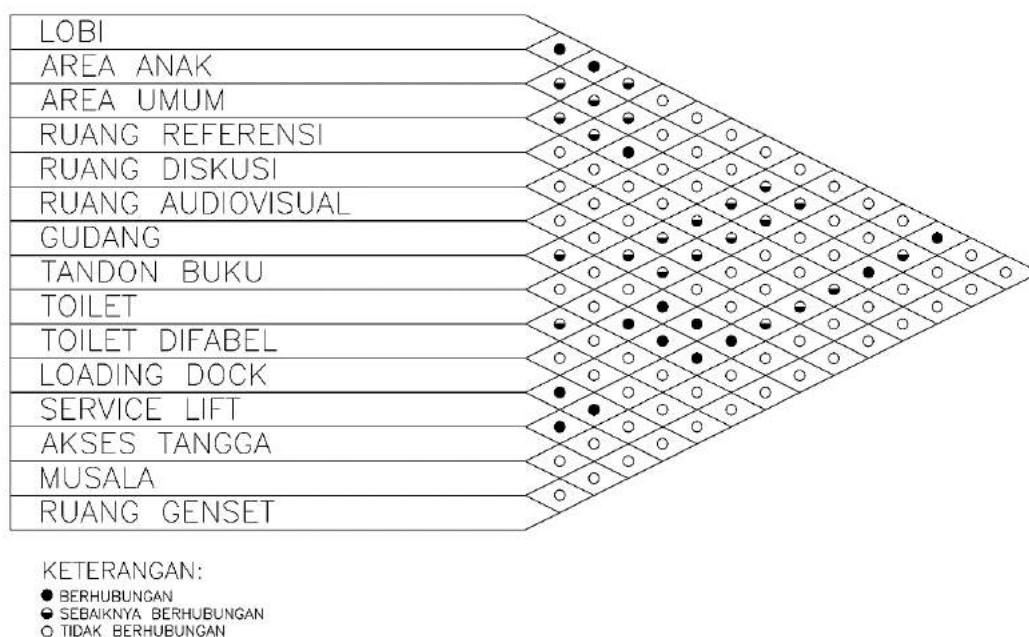 LOBI
AREA ANAK
AREA UMUM
RUANG REFERENSI
RUANG DISKUSI
RUANG AUDIOVISUAL
GUDANG
TANDON BUKU
TOILET
TOILET DIFABEL
LOADING DOCK
SERVICE LIFT
AKSES TANGGA
MUSALA
RUANG GENSET
KETERANGAN:
BERHUBUNGAN
SEBAIKNYA BERHUBUNGAN
TIDAK BERHUBUNGAN